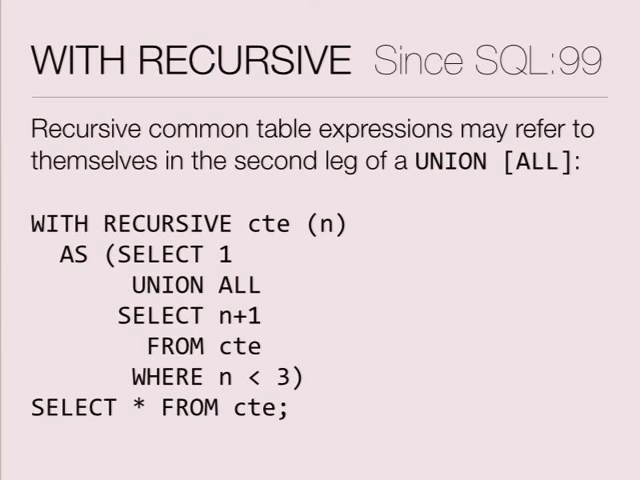 WITH RECURSIVE Since SQL:99
Recursive common table expressions may refer to
themselves in the second leg of a UNION [ALL]:
WITH RECURSIVE cte (n)
AS (SELECT 1
UNION ALL
SELECT n+1
FROM cte
WHERE n < 3)
SELECT * FROM cte;